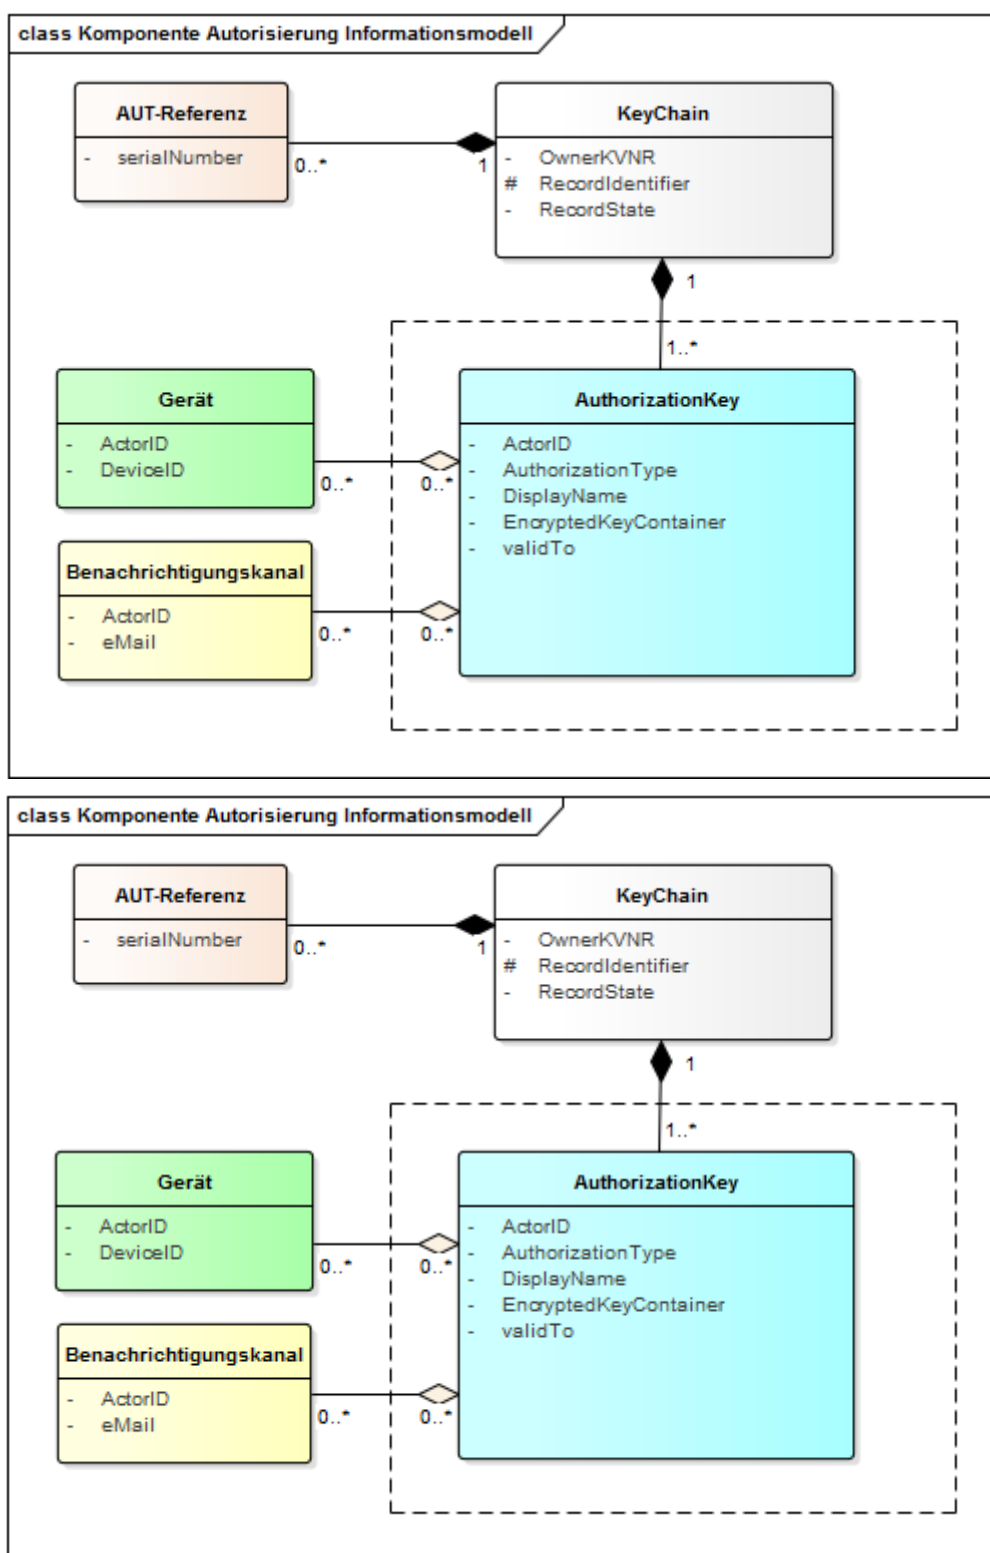 class Komponente Autorisierung Informationsmodell
AUT-Referenz
- serialNumber
0..*
1
KeyChain
- OwnerKVNR
# RecordIdentifier
- RecordState
1
1..*
Gerät
- ActorID
- DeviceID
0..*
0..*
AuthorizationKey
- ActorID
- AuthorizationType
- DisplayName
- EncryptedKeyContainer
- validTo
Benachrichtigungskanal
- ActorID
- eMail
0..*
0..*
class Komponente Autorisierung Informationsmodell
AUT-Referenz
- serialNumber
0..*
1
KeyChain
- OwnerKVNR
# RecordIdentifier
- RecordState
1
1..*
Gerät
- ActorID
- DeviceID
0..*
0..*
AuthorizationKey
- ActorID
- AuthorizationType
- DisplayName
- EncryptedKeyContainer
- validTo
Benachrichtigungskanal
- ActorID
- eMail
0..*
0..*